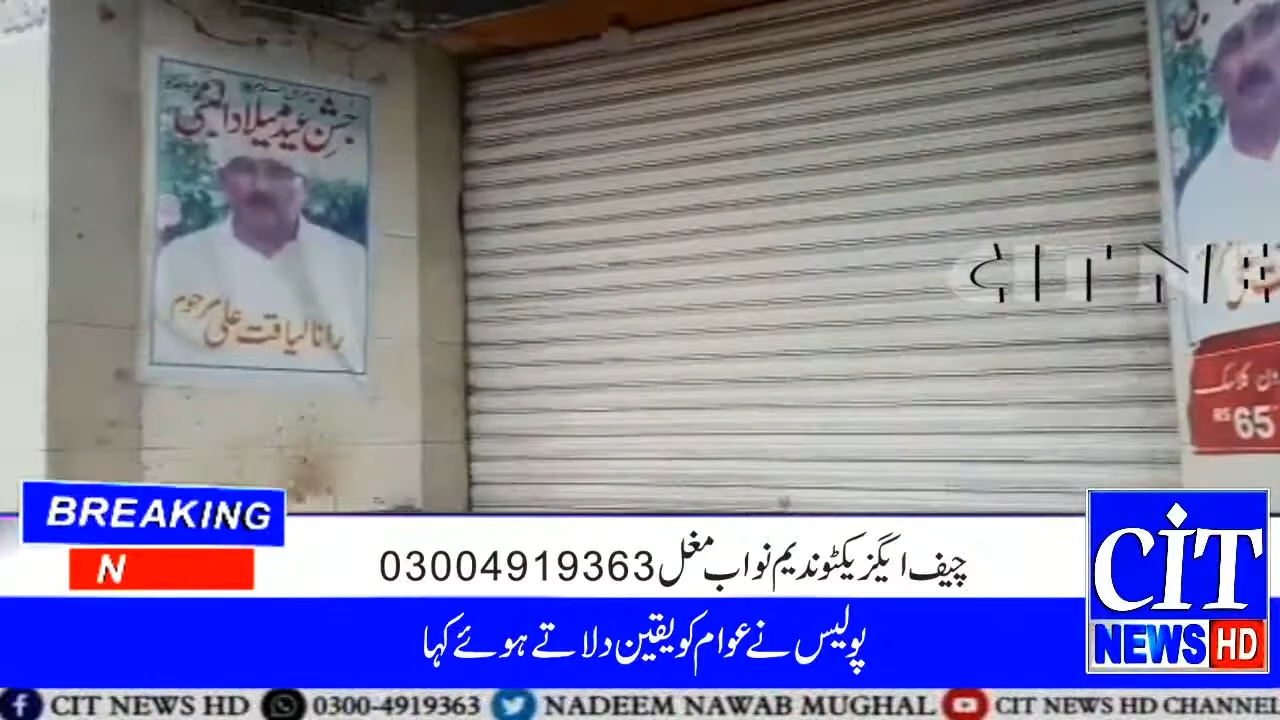 جشن عید میلاد النبیؐ
رانا لیاقت علی مرحوم
CIT NE
RS 65
BREAKING
N
چیف ایگزیکٹو ندیم نواب مغل 03004919363
پولیس نے عوام کو یقین دلاتے ہوئے کہا
CiT
NEWS HD
CIT NEWS HD 0300-4919363 NADEEM NAWAB MUGHAL CIT NEWS HD CHANNEL